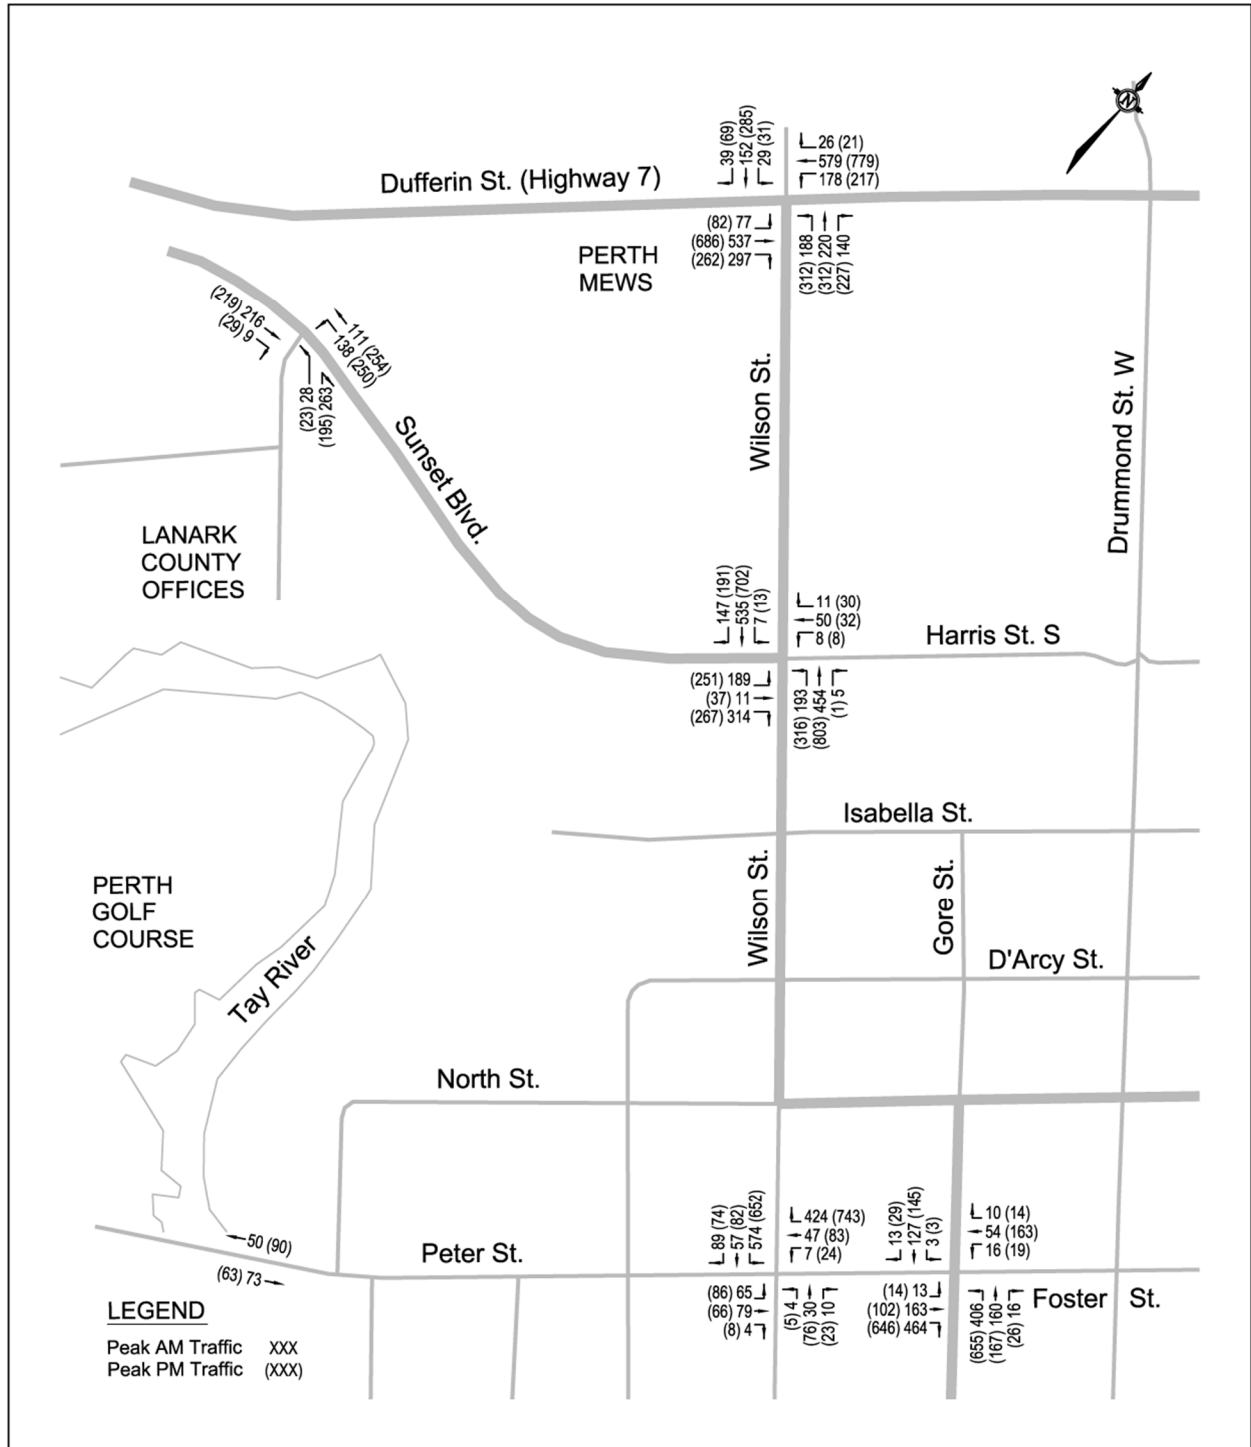 N
39 (69)
152 (285)
29 (31)
26 (21)
579 (779)
178 (217)
Dufferin St. (Highway 7)
(82) 77
(686) 537
(262) 297
(312) 188
(312) 220
(227) 140
PERTH
MEWS
(219) 216
(29) 9
111 (254)
138 (250)
(23) 28
(195) 263
Sunset Blvd.
Wilson St.
Drummond St. W
LANARK
COUNTY
OFFICES
147 (191)
535 (702)
7 (13)
11 (30)
50 (32)
8 (8)
Harris St. S
(251) 189
(37) 11
(267) 314
(316) 193
(803) 454
(1) 5
Isabella St.
Wilson St.
Gore St.
PERTH
GOLF
COURSE
D'Arcy St.
Tay River
North St.
89 (74)
57 (82)
574 (652)
424 (743)
47 (83)
7 (24)
13 (29)
127 (145)
3 (3)
10 (14)
54 (163)
16 (19)
50 (90)
(63) 73
Peter St.
(86) 65
(66) 79
(8) 4
(5) 4
(76) 30
(23) 10
(14) 13
(102) 163
(646) 464
(655) 406
(167) 160
(26) 16
Foster St.
LEGEND
Peak AM Traffic XXX
Peak PM Traffic (XXX)